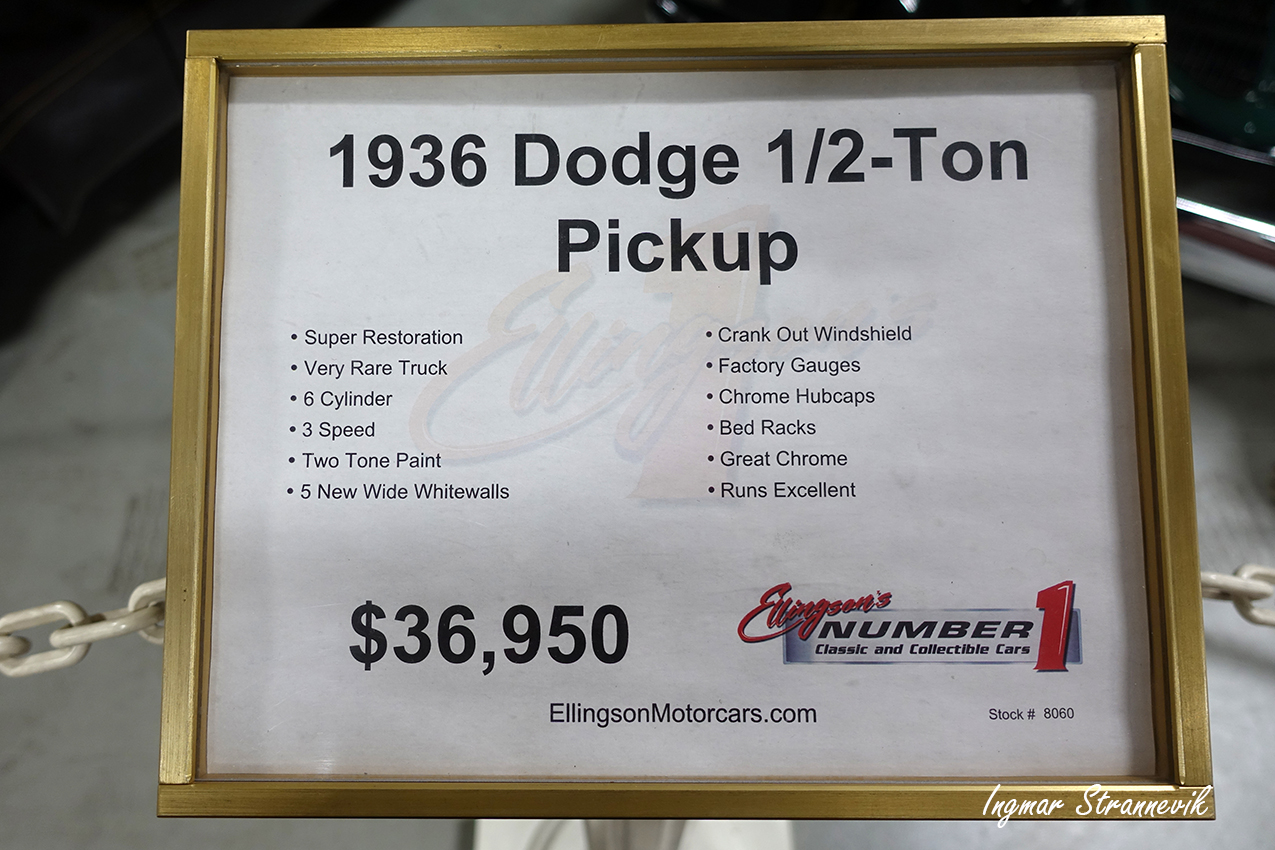 1936 Dodge 1/2-Ton
Pickup
• Super Restoration
• Very Rare Truck
• 6 Cylinder
• 3 Speed
• Two Tone Paint
• 5 New Wide Whitewalls
• Crank Out Windshield
• Factory Gauges
• Chrome Hubcaps
• Bed Racks
• Great Chrome
• Runs Excellent
$36,950
Ellingson's
NUMBER 1
Classic and Collectible Cars
EllingsonMotorcars.com
Stock # 8060
Ingmar Strannevik